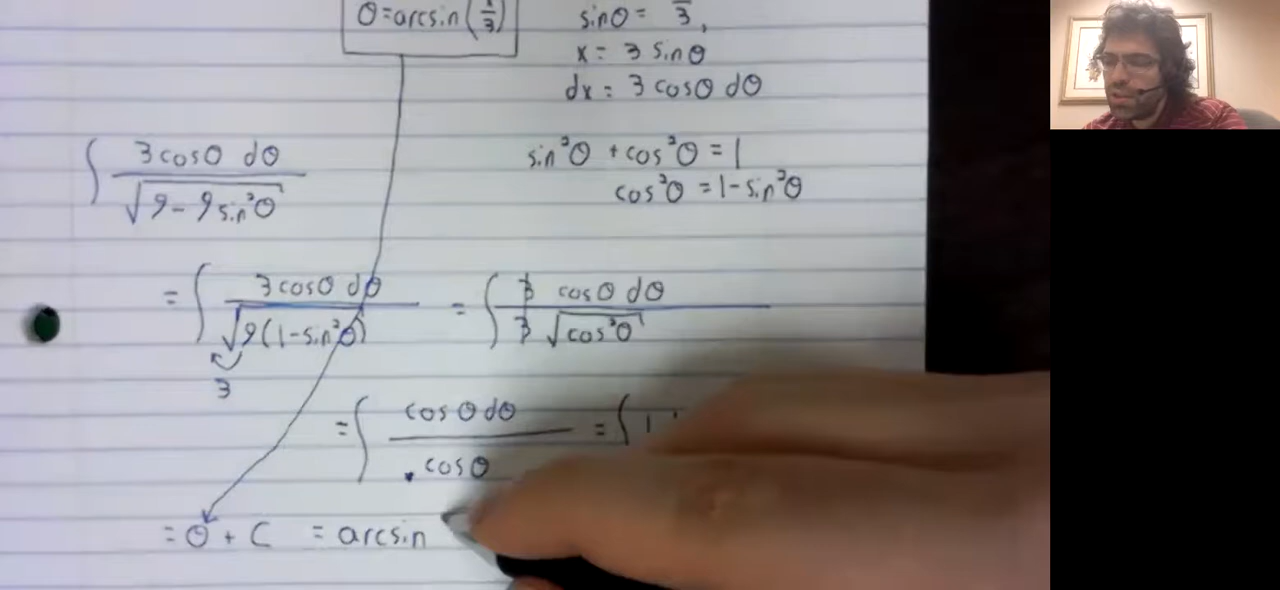 θ = arcsin(x/3)
sinθ = x/3,
x = 3 sinθ
dx = 3 cosθ dθ
sin²θ + cos²θ = 1
cos²θ = 1 - sin²θ
∫ 3cosθ dθ / √(9 - 9sin²θ)
= ∫ 3cosθ dθ / √(9(1 - sin²θ)) = ∫ 3 cosθ dθ / 3 √(cos²θ)
3
= ∫ cosθ dθ / cosθ = ∫ 1
= θ + C = arcsin